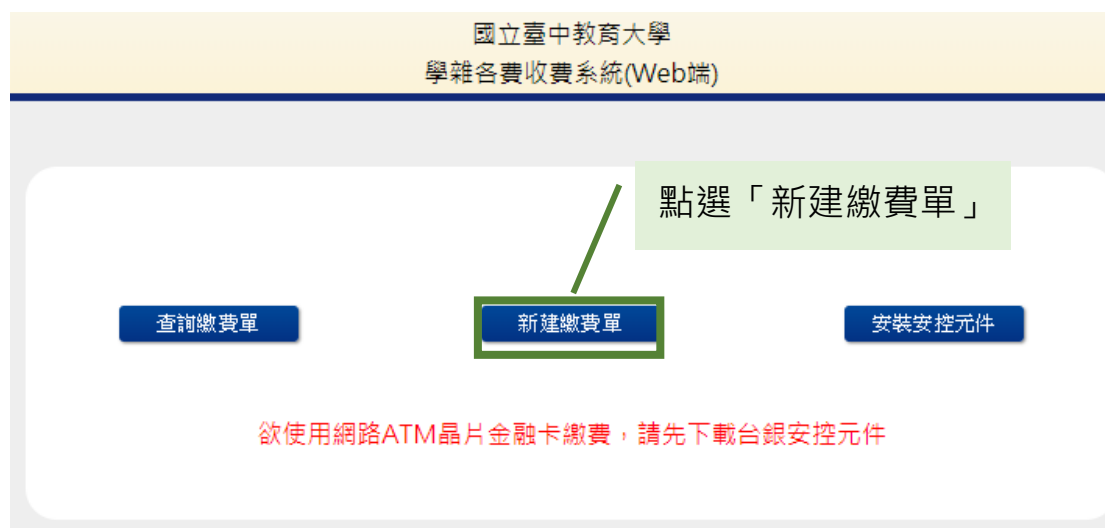 國立臺中教育大學
學雜各費收費系統(Web端)
點選「新建繳費單」
查詢繳費單
新建繳費單
安裝安控元件
欲使用網路ATM晶片金融卡繳費，請先下載台銀安控元件